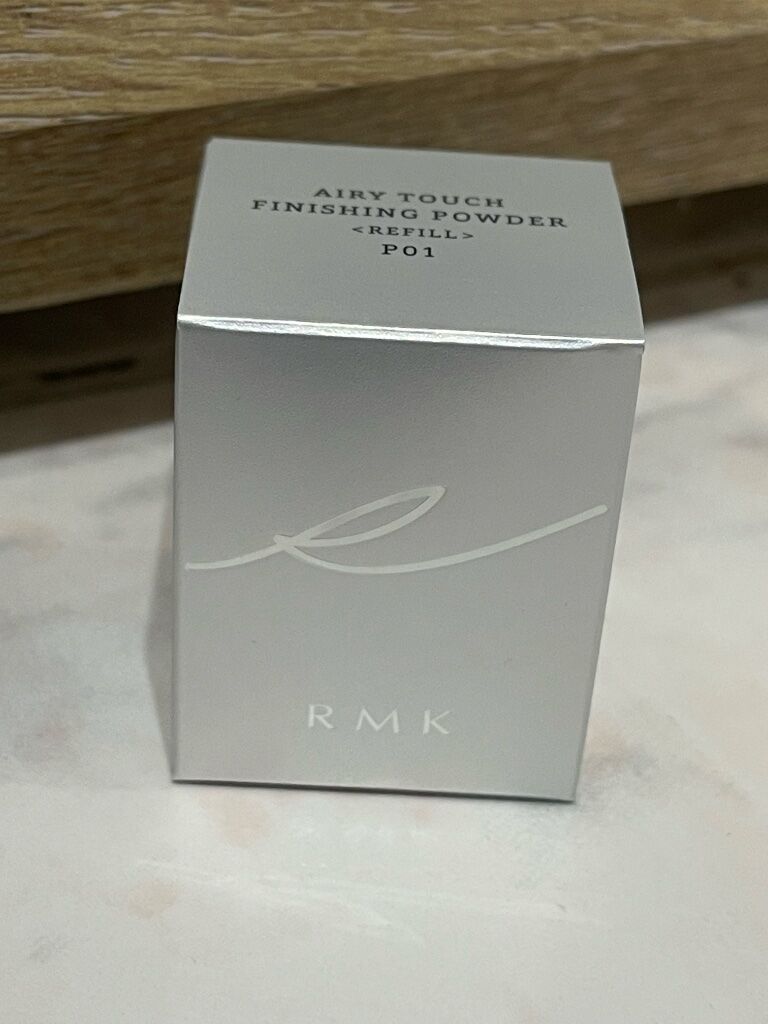 AIRY TOUCH
FINISHING POWDER
<REFILL>
P01
RMK